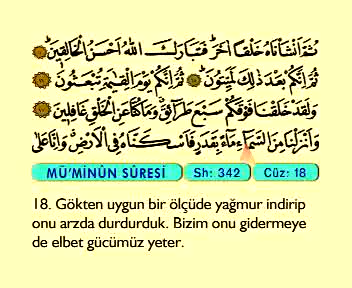 ثُمَّ اَنْشَأْنَاهُ خَلْقًا اٰخَرَ فَتَبَارَكَ اللّٰهُ اَحْسَنُ الْخَالِقٖينَ
ثُمَّ اِنَّكُمْ بَعْدَ ذٰلِكَ لَمَيِّتُونَ ثُمَّ اِنَّكُمْ يَوْمَ الْقِيٰمَةِ تُبْعَثُونَ
وَلَقَدْ خَلَقْنَا فَوْقَكُمْ سَبْعَ طَرَٓائِقَ وَمَا كُنَّا عَنِ الْخَلْقِ غَافِلٖينَ
وَاَنْزَلْنَا مِنَ السَّمَٓاءِ مَٓاءً بِقَدَرٍ فَاَسْكَنَّاهُ فِي الْاَرْضِ وَاِنَّا عَلٰى
MÜ'MİNÛN SÛRESİ Sh: 342 Cüz: 18
18. Gökten uygun bir ölçüde yağmur indirip
onu arzda durdurduk. Bizim onu gidermeye
de elbet gücümüz yeter.